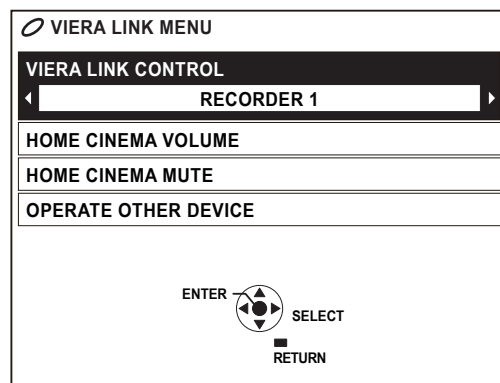 VIERA LINK MENU
VIERA LINK CONTROL
RECORDER 1
HOME CINEMA VOLUME
HOME CINEMA MUTE
OPERATE OTHER DEVICE
ENTER
SELECT
RETURN